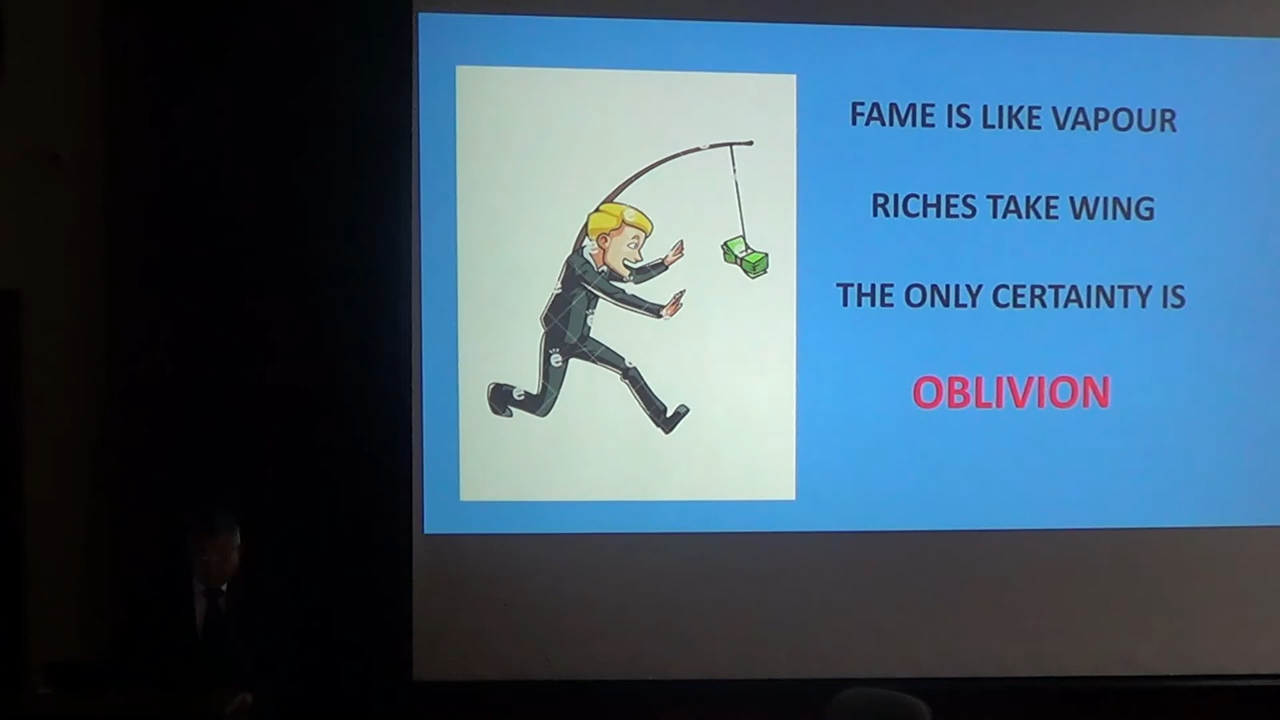 FAME IS LIKE VAPOUR
RICHES TAKE WING
THE ONLY CERTAINTY IS
OBLIVION